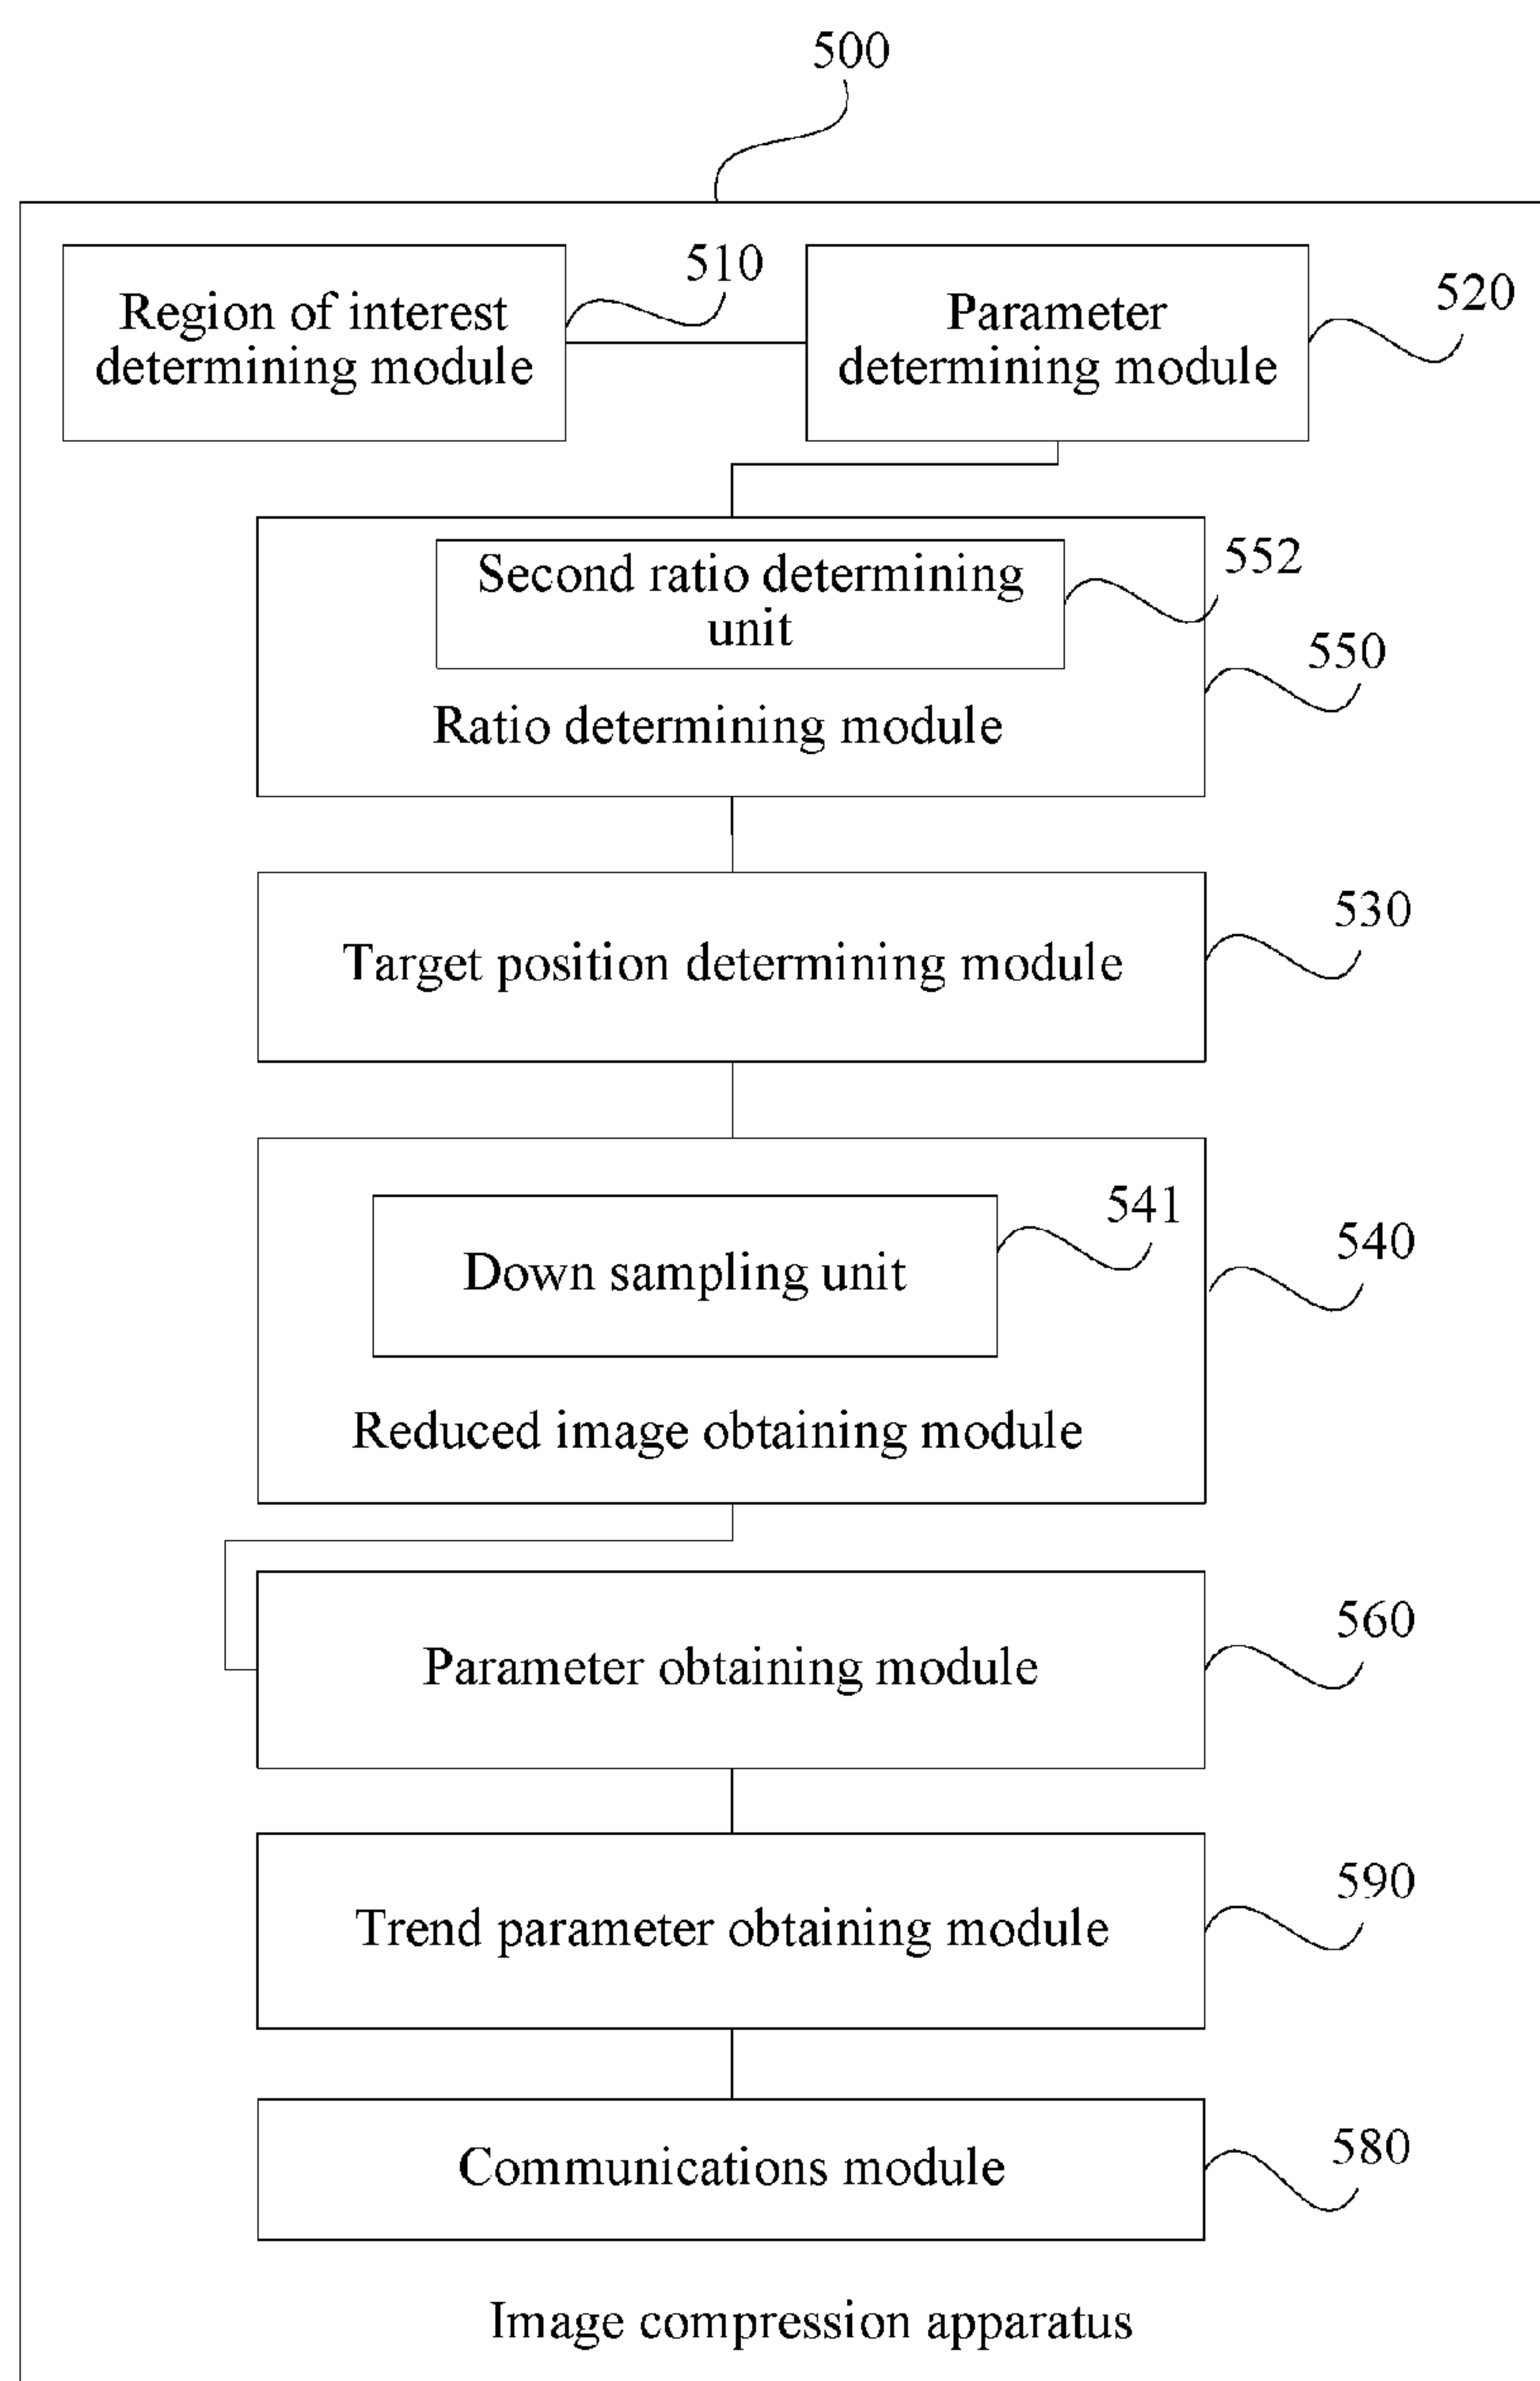 500
Region of interest
determining module
510
Parameter
determining module
520
Second ratio determining
unit
552
550
Ratio determining module
Target position determining module
530
Down sampling unit
541
540
Reduced image obtaining module
Parameter obtaining module
560
Trend parameter obtaining module
590
Communications module
580
Image compression apparatus